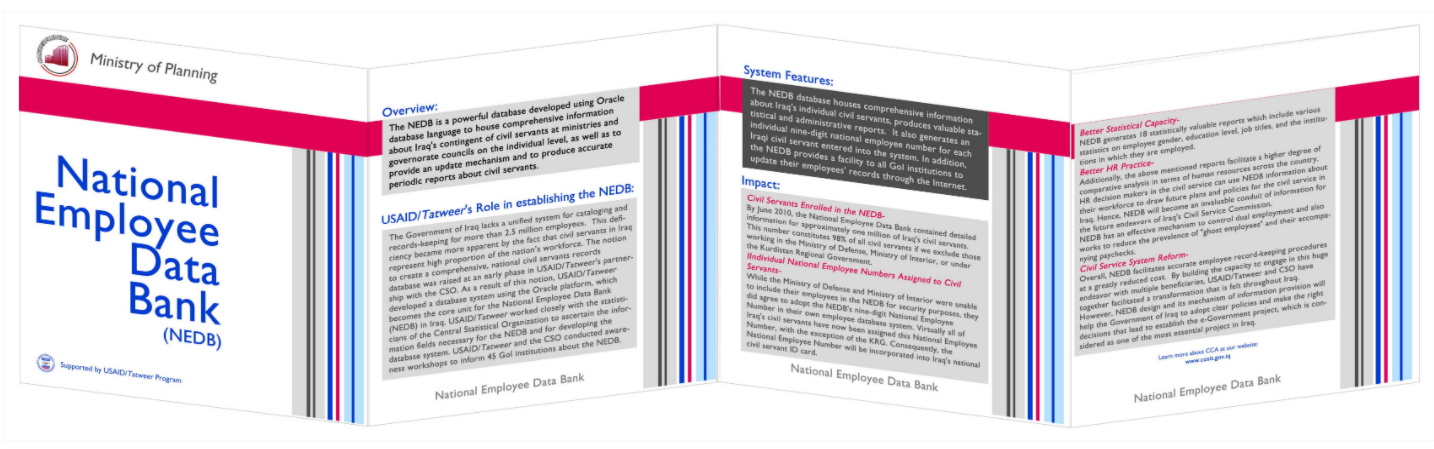 Ministry of Planning
National
Employee
Data
Bank
(NEDB)
Supported by USAID/Tatweer Program
Overview:
The NEDB is a powerful database developed using Oracle
database language to house comprehensive information
about Iraq's contingent of civil servants at ministries and
governorate councils on the individual level, as well as to
provide an update mechanism and to produce accurate
periodic reports about civil servants.
USAID/Tatweer's Role in establishing the NEDB:
The Government of Iraq lacks a unified system for cataloging and
records-keeping for more than 2.5 million employees. This defi-
ciency became more apparent by the fact that civil servants in Iraq
represent high proportion of the nation's workforce. The notion
to create a comprehensive, national civil servants records
database was raised at an early phase in USAID/Tatweer's partner-
ship with the CSO. As a result of this notion, USAID/Tatweer
developed a database system using the Oracle platform, which
becomes the core unit for the National Employee Data Bank
(NEDB) in Iraq. USAID/Tatweer worked closely with the statisti-
cians of the Central Statistical Organization to ascertain the infor-
mation fields necessary for the NEDB and for developing the
database system. USAID/Tatweer and the CSO conducted aware-
ness workshops to inform 45 GoI institutions about the NEDB.
National Employee Data Bank
System Features:
The NEDB database houses comprehensive information
about Iraq's individual civil servants, produces valuable sta-
tistical and administrative reports. It also generates an
individual nine-digit national employee number for each
Iraqi civil servant entered into the system. In addition,
the NEDB provides a facility to all GoI institutions to
update their employees' records through the Internet.
Impact:
Civil Servants Enrolled in the NEDB-
By June 2010, the National Employee Data Bank contained detailed
information for approximately one million of Iraq's civil servants.
This number constitutes 98% of all civil servants if we exclude those
working in the Ministry of Defense, Ministry of Interior, or under
the Kurdistan Regional Government.
IIndividual National Employee Numbers Assigned to Civil
Servants-
While the Ministry of Defense and Ministry of Interior were unable
to include their employees in the NEDB for security purposes, they
did agree to adopt the NEDB's nine-digit National Employee
Number in their own employee database system. Virtually all of
Iraq's civil servants have now been assigned this National Employee
Number, with the exception of the KRG. Consequently, the
National Employee Number will be incorporated into Iraq's national
civil servant ID card.
National Employee Data Bank
Better Statistical Capacity-
NEDB generates 18 statistically valuable reports which include various
statistics on employee gender, education level, job titles, and the institu-
tions in which they are employed.
Better HR Practice-
Additionally, the above mentioned reports facilitate a higher degree of
comparative analysis in terms of human resources across the country.
HR decision makers in the civil service can use NEDB information about
their workforce to draw future plans and policies for the civil service in
Iraq. Hence, NEDB will become an invaluable conduit of information for
the future endeavors of Iraq's Civil Service Commission.
NEDB has an effective mechanism to control dual employment and also
works to reduce the prevalence of "ghost employees" and their accompa-
nying paychecks.
Civil Service System Reform-
Overall, NEDB facilitates accurate employee record-keeping procedures
at a greatly reduced cost. By building the capacity to engage in this huge
endeavor with multiple beneficiaries, USAID/Tatweer and CSO have
together facilitated a transformation that is felt throughout Iraq.
However, NEDB design and its mechanism of information provision will
help the Government of Iraq to adopt clear policies and make the right
decisions that lead to establish the e-Government project, which is con-
sidered as one of the most essential project in Iraq.
Learn more about CCA at our website:
www.cosit.gov.iq
National Employee Data Bank